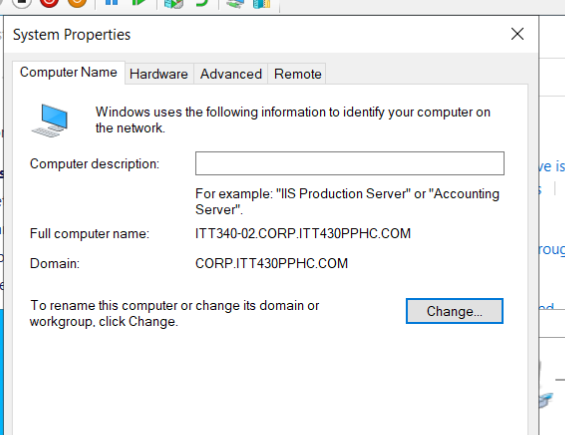 System Properties
Computer Name Hardware Advanced Remote
Windows uses the following information to identify your computer on
the network.
Computer description:
For example: "IIS Production Server" or "Accounting
Server".
Full computer name: ITT340-02.CORP.ITT430PPHC.COM
Domain: CORP.ITT430PPHC.COM
To rename this computer or change its domain or
workgroup, click Change.
Change...